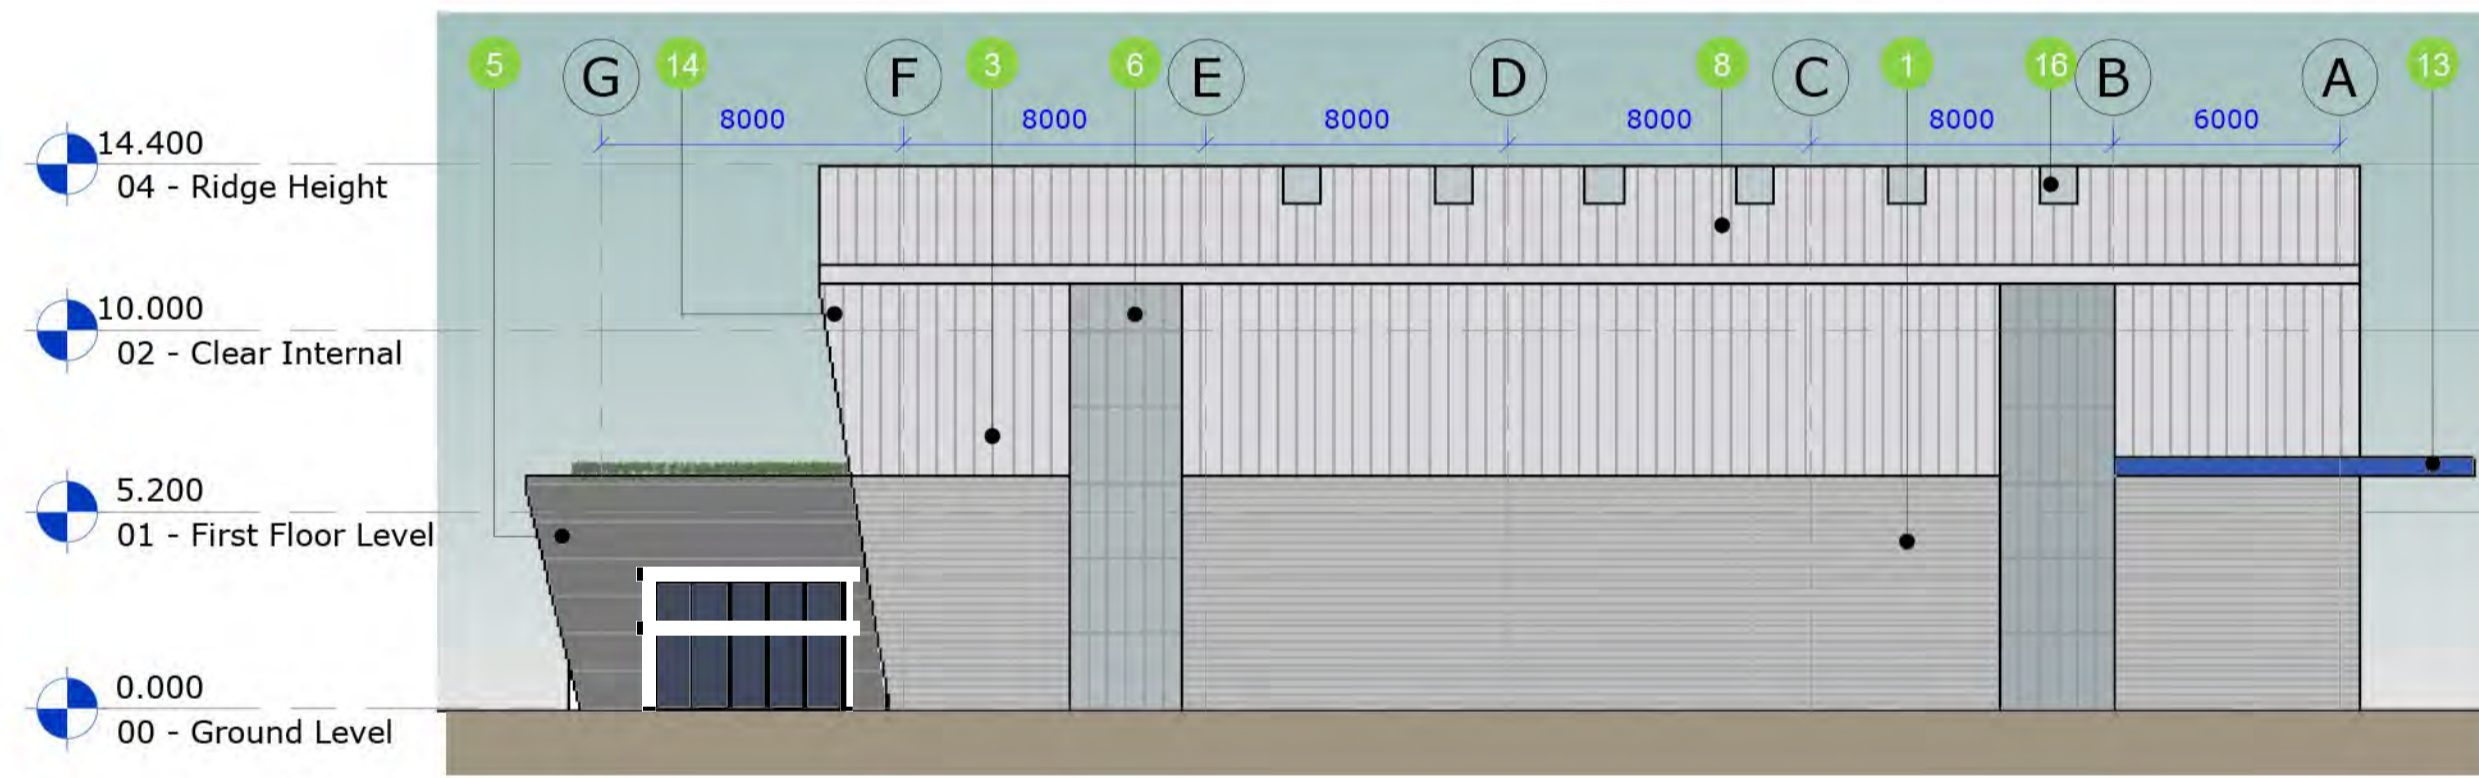 5 G 14 F 3 6 E D 8 C 1 16 B A 13
8000 8000 8000 8000 8000 6000
14.400
04 - Ridge Height
10.000
02 - Clear Internal
5.200
01 - First Floor Level
0.000
00 - Ground Level